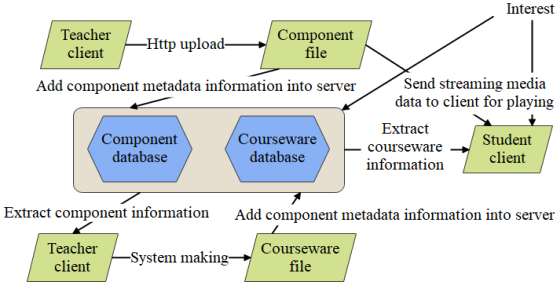 Interest
Teacher
client
Http upload
Component
file
Add component metadata information into server
Send streaming media
data to client for playing
Component
database
Courseware
database
Extract
courseware
information
Student
client
Extract component information
Add component metadata information into server
Teacher
client
System making
Courseware
file